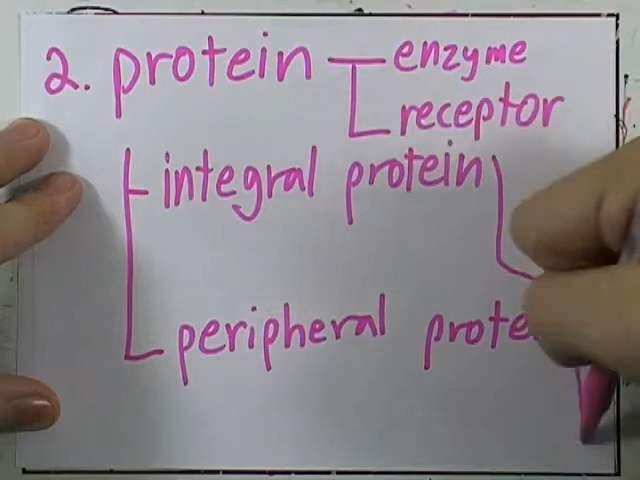 2. protein enzyme
receptor
integral protein
peripheral